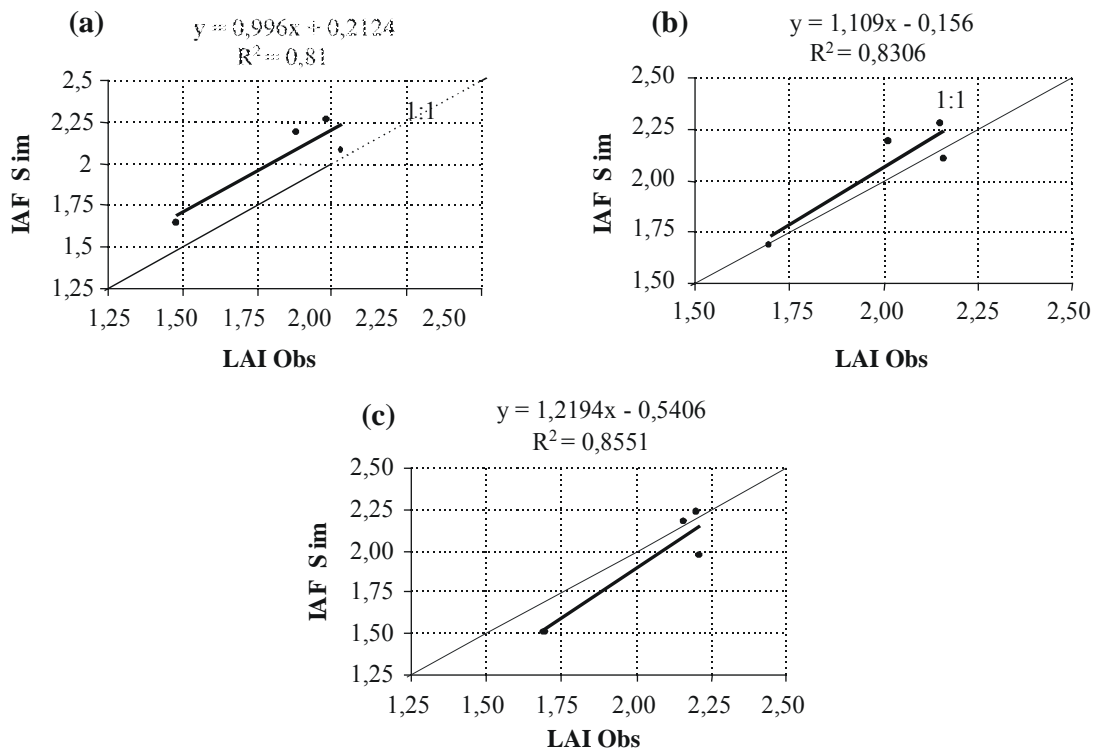 (a)
y = 0,996x + 0,2124
R² = 0,81
2,5
2,25
2
1,75
1,5
1,25
1:1
IAF Sim
1,25 1,50 1,75 2,00 2,25 2,50
LAI Obs
(b)
y = 1,109x - 0,156
R² = 0,8306
2,50
2,25
2,00
1,75
1,50
1:1
IAF Sim
1,50 1,75 2,00 2,25 2,50
LAI Obs
(c)
y = 1,2194x - 0,5406
R² = 0,8551
2,50
2,25
2,00
1,75
1,50
1,25
IAF Sim
1,25 1,50 1,75 2,00 2,25 2,50
LAI Obs